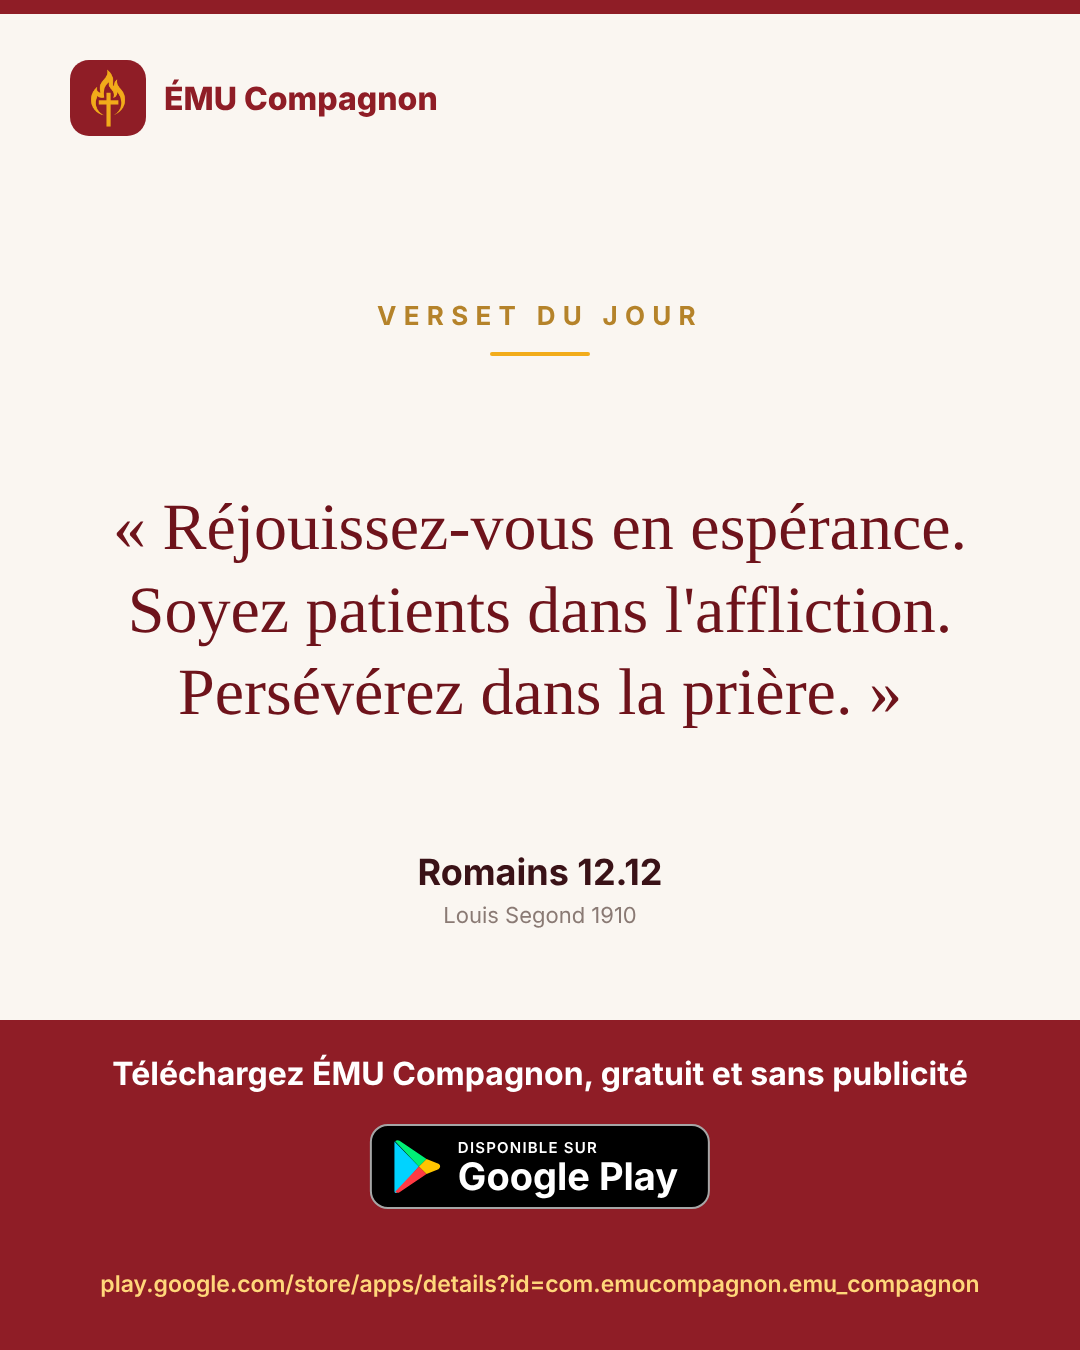 ÉMU Compagnon
VERSET DU JOUR
« Réjouissez-vous en espérance.
Soyez patients dans l'affliction.
Persévérez dans la prière. »
Romains 12.12
Louis Segond 1910
Téléchargez ÉMU Compagnon, gratuit et sans publicité
DISPONIBLE SUR
Google Play
play.google.com/store/apps/details?id=com.emucompagnon.emu_compagnon